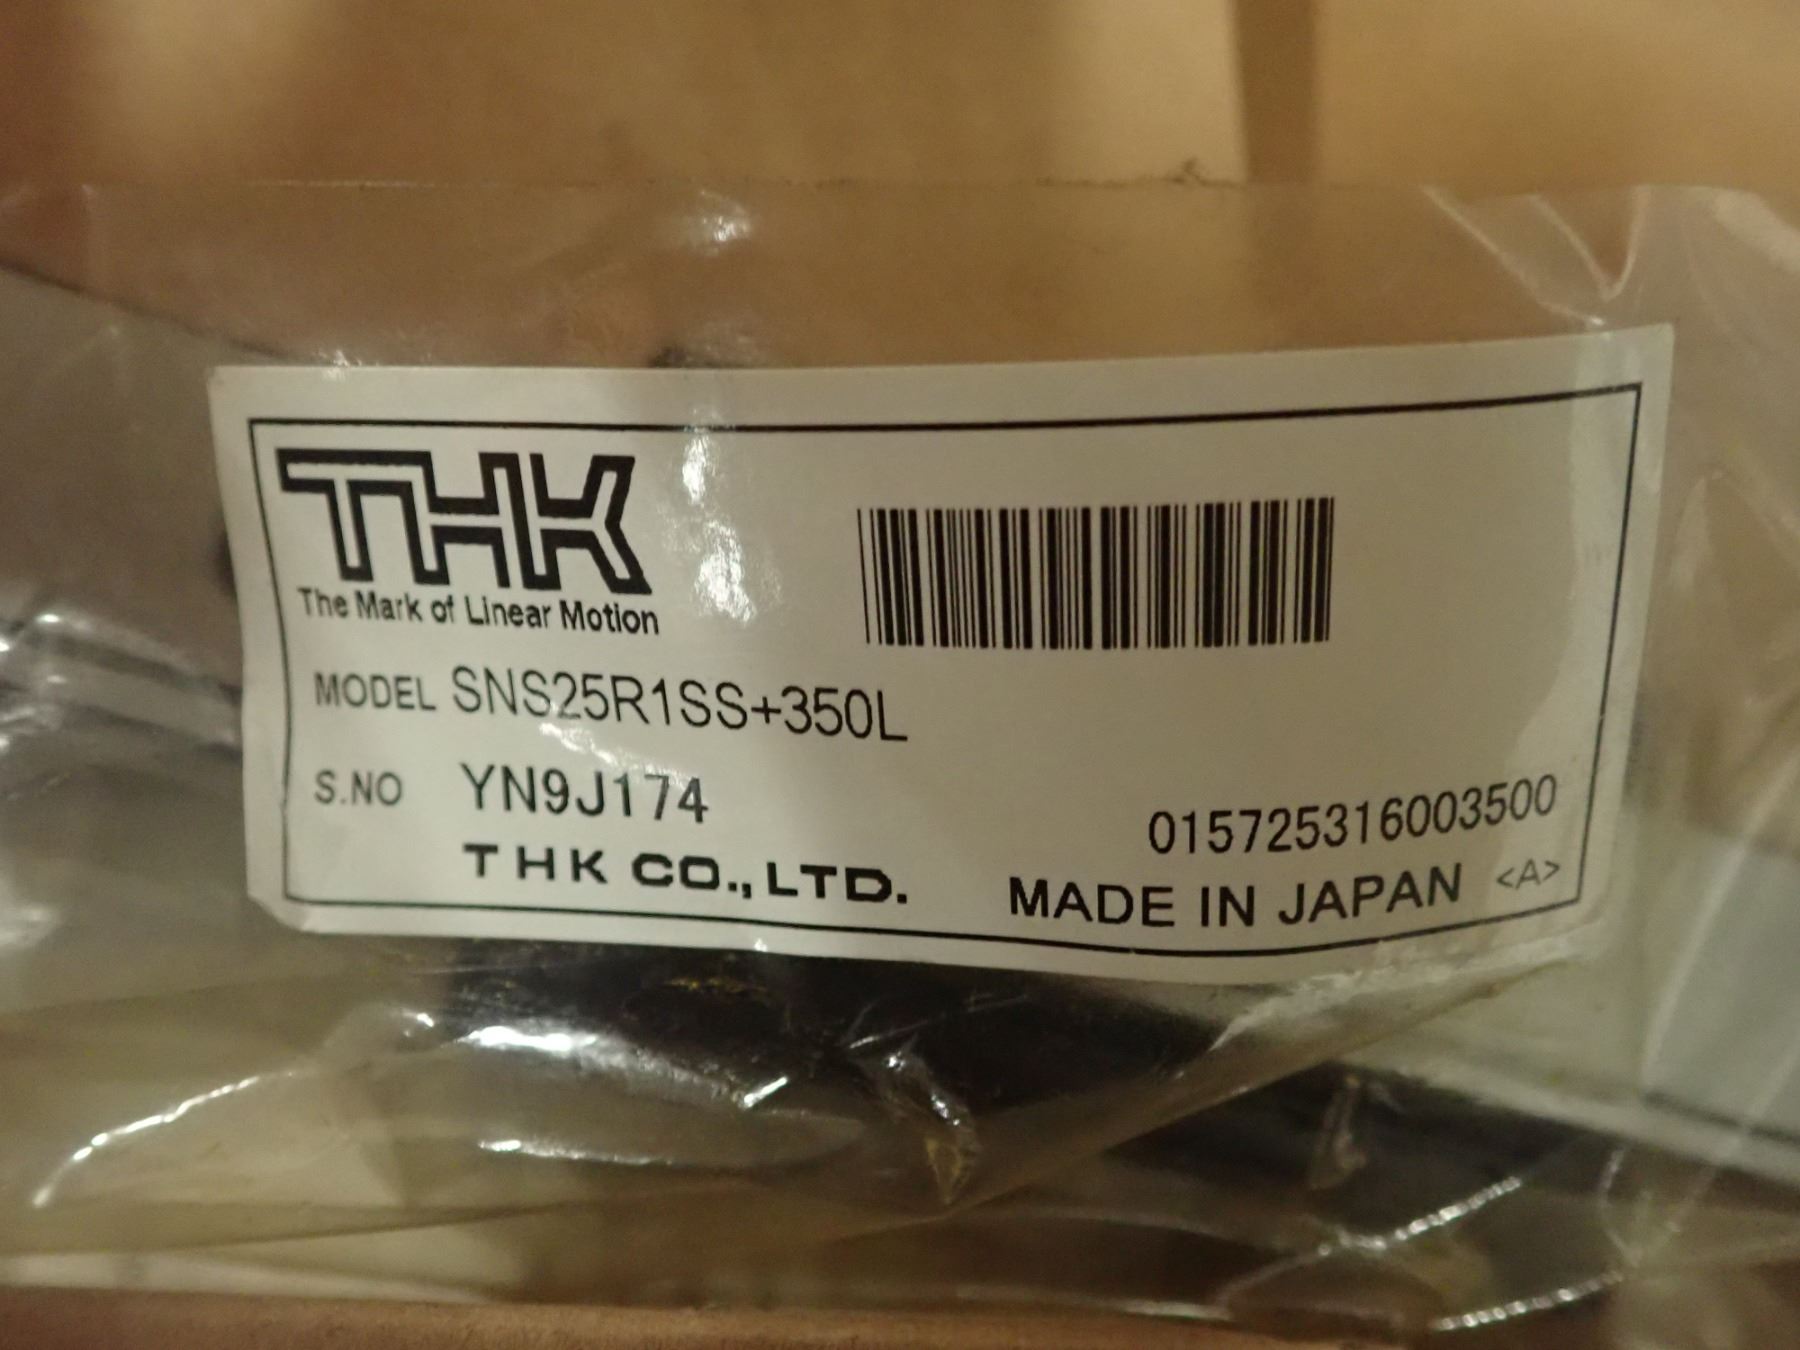 THK
The Mark of Linear Motion
MODEL SNS25R1SS+350L
S.NO YN9J174
015725316003500
THK CO., LTD.
MADE IN JAPAN <A>